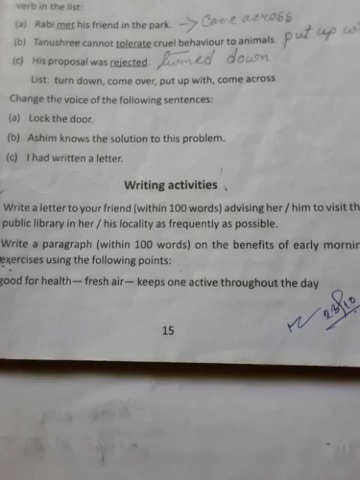 verb in the list:
(a) Rabi met his friend in the park. → Came across
(b) Tanushree cannot tolerate cruel behaviour to animals. put up
(c) His proposal was rejected. turned down
List: turn down, come over, put up with, come across
Change the voice of the following sentences:
(a) Lock the door.
(b) Ashim knows the solution to this problem.
(c) I had written a letter.
Writing activities
Write a letter to your friend (within 100 words) advising her / him to visit th
public library in her / his locality as frequently as possible.
Write a paragraph (within 100 words) on the benefits of early mornin
exercises using the following points:
good for health— fresh air— keeps one active throughout the day
15
23/10